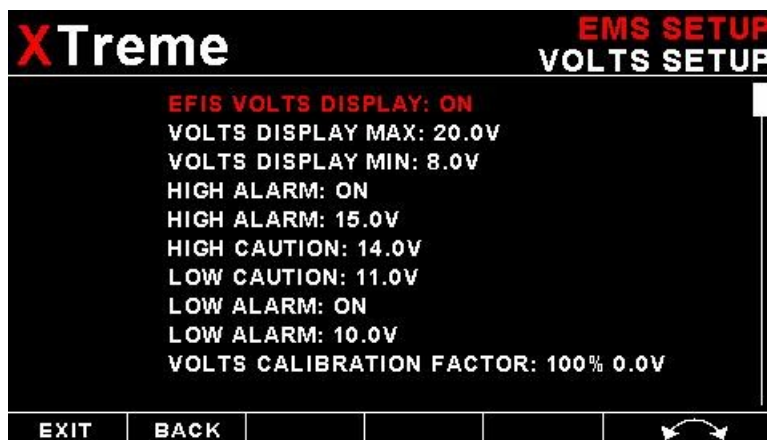 XTreme
EMS SETUP
VOLTS SETUP
EFIS VOLTS DISPLAY: ON
VOLTS DISPLAY MAX: 20.0V
VOLTS DISPLAY MIN: 8.0V
HIGH ALARM: ON
HIGH ALARM: 15.0V
HIGH CAUTION: 14.0V
LOW CAUTION: 11.0V
LOW ALARM: ON
LOW ALARM: 10.0V
VOLTS CALIBRATION FACTOR: 100% 0.0V
EXIT BACK